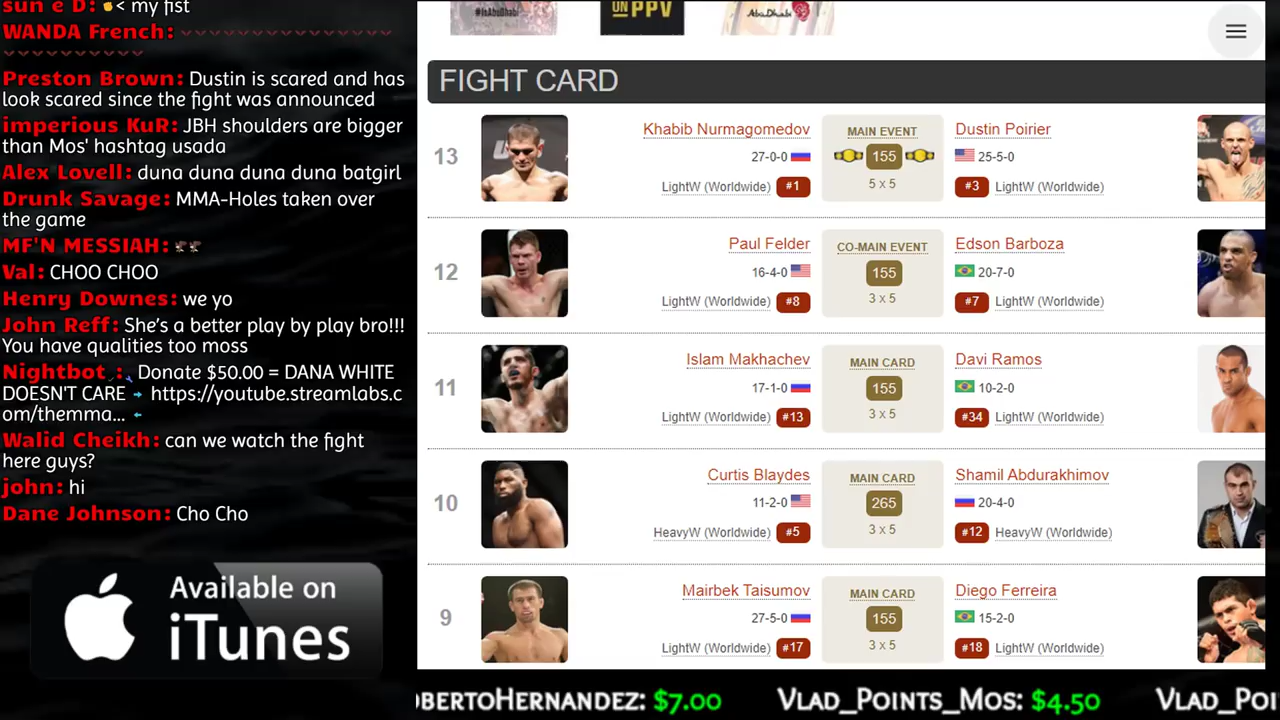 sun e D: < my fist
WANDA French:
Preston Brown: Dustin is scared and has
look scared since the fight was announced
imperious KuR: JBH shoulders are bigger
than Mos' hashtag usada
Alex Lovell: duna duna duna duna batgirl
Drunk Savage: MMA-Holes taken over
the game
MF'N MESSIAH:
Val: CHOO CHOO
Henry Downes: we yo
John Reff: She's a better play by play bro!!!
You have qualities too moss
Nightbot : Donate $50.00 = DANA WHITE
DOESN'T CARE https://youtube.streamlabs.c
om/themma...
Walid Cheikh: can we watch the fight
here guys?
john: hi
Dane Johnson: Cho Cho
Available on
iTunes
#InAbuDhabi
UN PPV
AbuDhabi
FIGHT CARD
13
Khabib Nurmagomedov
27-0-0
LightW (Worldwide) #1
MAIN EVENT
155
5 x 5
Dustin Poirier
25-5-0
#3 LightW (Worldwide)
12
Paul Felder
16-4-0
LightW (Worldwide) #8
CO-MAIN EVENT
155
3 x 5
Edson Barboza
20-7-0
#7 LightW (Worldwide)
11
Islam Makhachev
17-1-0
LightW (Worldwide) #13
MAIN CARD
155
3 x 5
Davi Ramos
10-2-0
#34 LightW (Worldwide)
10
Curtis Blaydes
11-2-0
HeavyW (Worldwide) #5
MAIN CARD
265
3 x 5
Shamil Abdurakhimov
20-4-0
#12 HeavyW (Worldwide)
9
Mairbek Taisumov
27-5-0
LightW (Worldwide) #17
MAIN CARD
155
3 x 5
Diego Ferreira
15-2-0
#18 LightW (Worldwide)
OBERTOHERNANDEZ: $7.00 VLAD_POINTS_MOS: $4.50 VLAD_POI